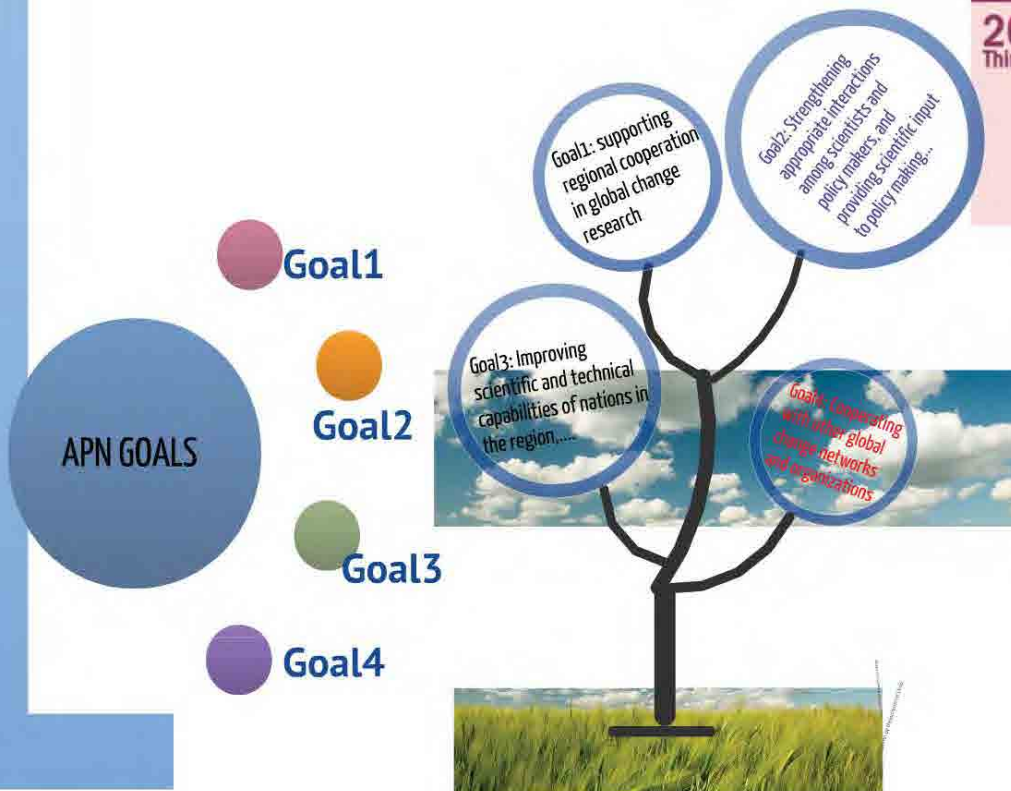 20
Thi
Goal1: supporting
regional cooperation
in global change
research
Goal2: Strengthening
appropriate interactions
among scientists and
policy makers, and
providing scientific input
to policy making...
Goal1
Goal2
APN GOALS
Goal3
Goal4
Goal3: Improving
scientific and technical
capabilities of nations in
the region,....
Goal4: Cooperating
with other global
change networks
and organizations